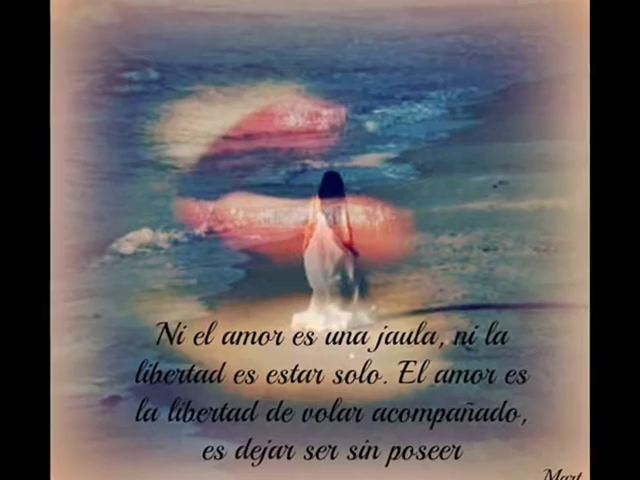 Ni el amor es una jaula, ni la
libertad es estar solo. El amor es
la libertad de volar acompañado,
es dejar ser sin poseer
Mart